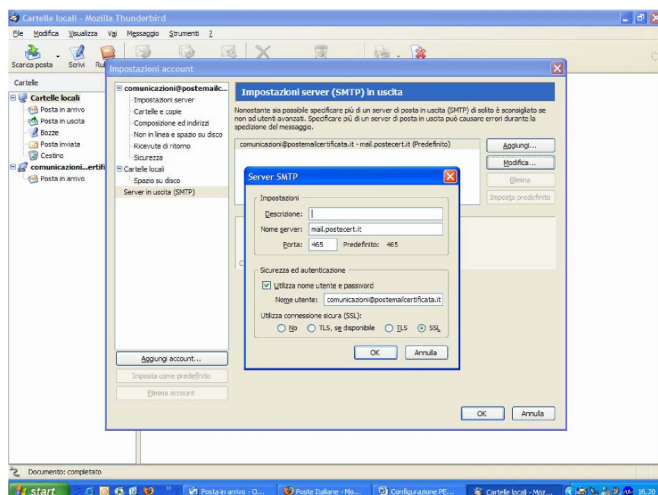 Cartelle locali - Mozilla Thunderbird
File Modifica Visualizza Vai Messaggio Strumenti ?
Scarica posta Scrivi
Cartelle
Cartelle locali
Posta in arrivo
Posta in uscita
Bozze
Posta inviata
Cestino
comunicazioni...ertifi
Posta in arrivo
Impostazioni account
comunicazioni@postemailc...
Impostazioni server
Cartelle e copie
Composizione ed indirizzi
Non in linea e spazio su disco
Ricevute di ritorno
Sicurezza
Cartelle locali
Spazio su disco
Server in uscita (SMTP)
Aggiungi account...
Imposta come predefinito
Elimina account
Impostazioni server (SMTP) in uscita
Nonostante sia possibile specificare più di un server di posta in uscita (SMTP) di solito è sconsigliato se
non ad utenti avanzati. Specificare più di un server di posta in uscita può causare errori durante la
spedizione del messaggio.
comunicazioni@postemailcertificata.it - mail.postecert.it (Predefinito)
Aggiungi...
Modifica...
Elimina
Imposta predefinito
Server SMTP
Impostazioni
Descrizione:
Nome server: mail.postecert.it
Porta: 465 Predefinito: 465
Sicurezza ed autenticazione
Utilizza nome utente e password
Nome utente: comunicazioni@postemailcertificata.it
Utilizza connessione sicura (SSL):
No TLS, se disponibile TLS SSL
OK Annulla
OK Annulla
Documento: completato
start Posta in arrivo - O... Poste Italiane - Mo... Configurazione PE... Cartelle locali - Moz... 16.20